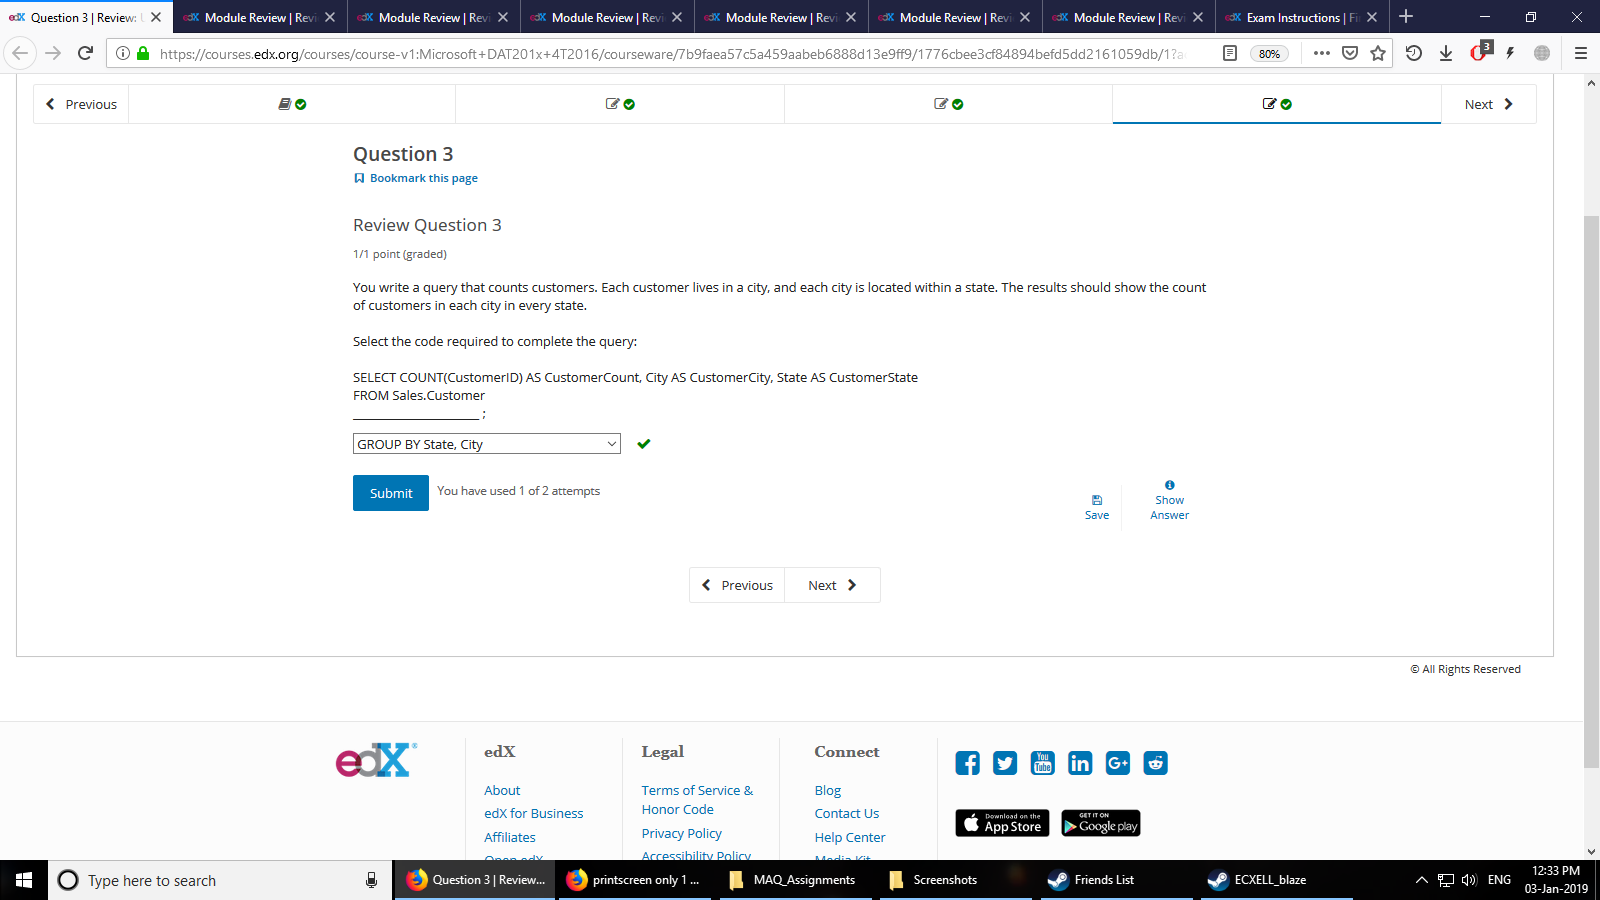 Question 3 | Review:
Module Review | Revi
Module Review | Revi
Module Review | Revi
Module Review | Revi
Module Review | Revi
Module Review | Revi
Exam Instructions | Fi
https://courses.edx.org/courses/course-v1:Microsoft+DAT201x+4T2016/courseware/7b9faea57c5a459aabeb6888d13e9ff9/1776cbee3cf84894befd5dd2161059db/1?a
80%
3
Previous
Next
Question 3
Bookmark this page
Review Question 3
1/1 point (graded)
You write a query that counts customers. Each customer lives in a city, and each city is located within a state. The results should show the count
of customers in each city in every state.
Select the code required to complete the query:
SELECT COUNT(CustomerID) AS CustomerCount, City AS CustomerCity, State AS CustomerState
FROM Sales.Customer
____________________ ;
GROUP BY State, City
Submit
You have used 1 of 2 attempts
Save
Show
Answer
Previous
Next
© All Rights Reserved
edX
edX
About
edX for Business
Affiliates
Open edX
Legal
Terms of Service &
Honor Code
Privacy Policy
Accessibility Policy
Connect
Blog
Contact Us
Help Center
Media Kit
You
Tube
in
G+
Download on the
App Store
GET IT ON
Google play
Type here to search
Question 3 | Review...
printscreen only 1 ...
MAQ_Assignments
Screenshots
Friends List
ECXELL_blaze
ENG
12:33 PM
03-Jan-2019